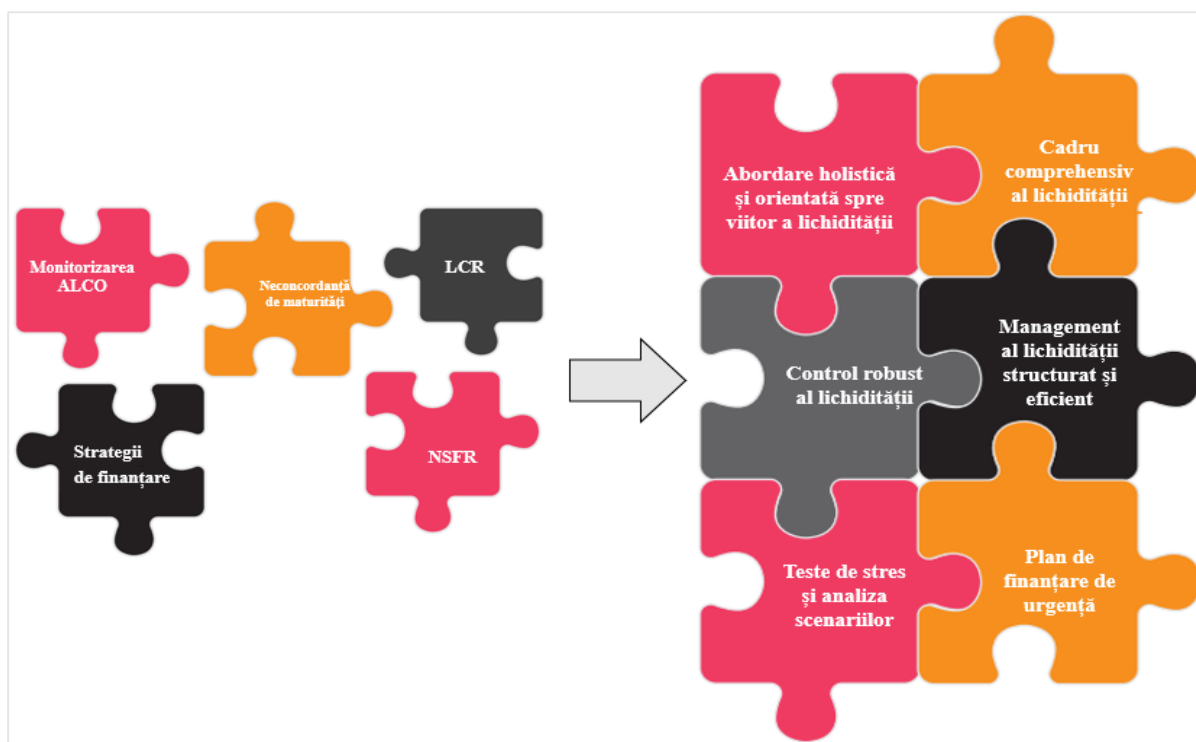 Monitorizarea
ALCO
Neconcordanță
de maturități
LCR
Strategii
de finanțare
NSFR
Abordare holistică
și orientată spre
viitor a lichidității
Cadru
comprehensiv
al lichidității
Control robust
al lichidității
Management
al lichidității
structurat și
eficient
Teste de stres
și analiza
scenariilor
Plan de
finanțare de
urgență